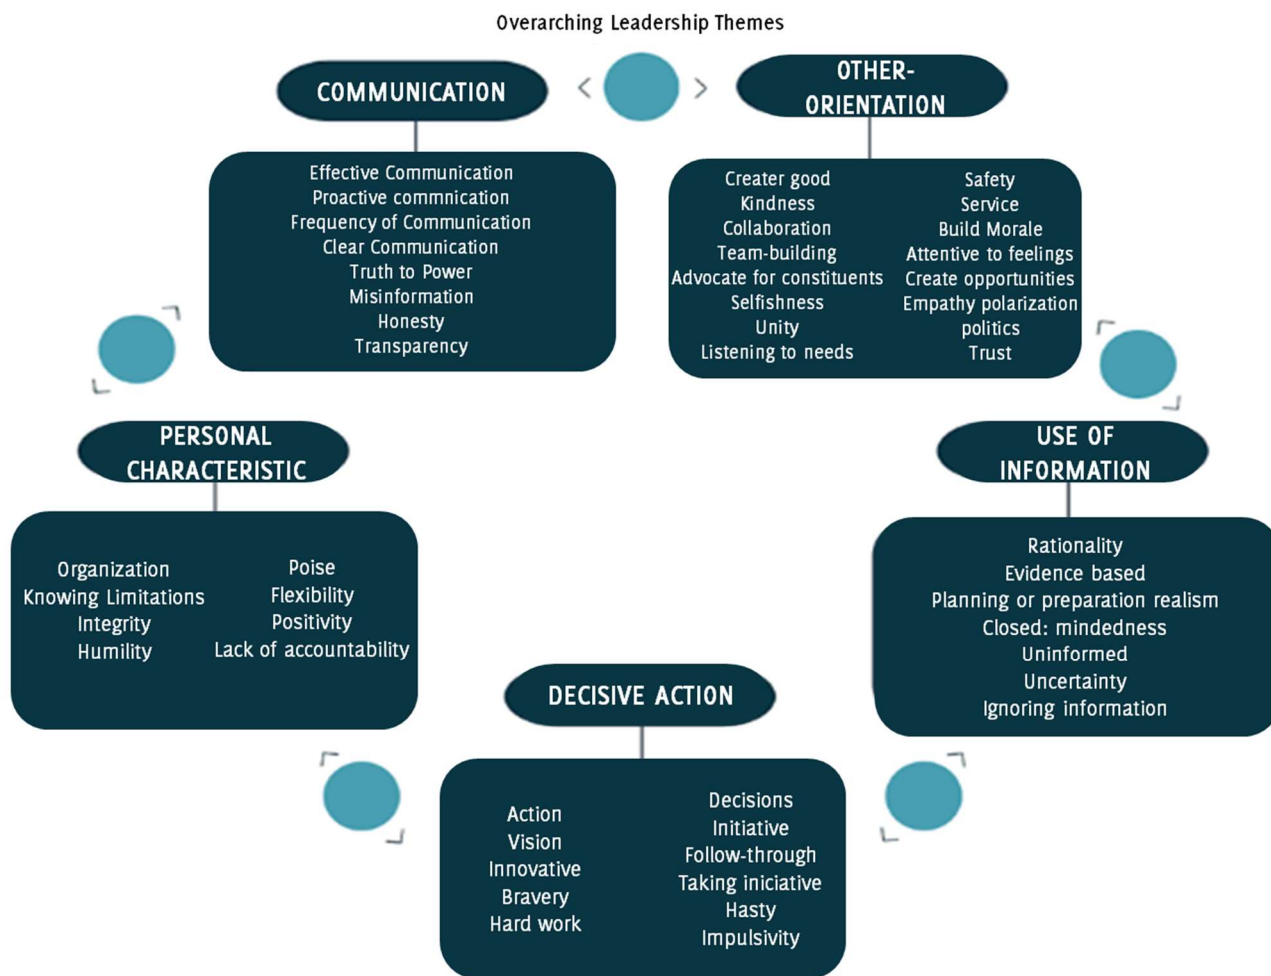 Overarching Leadership Themes
COMMUNICATION
Effective Communication
Proactive commnication
Frequency of Communication
Clear Communication
Truth to Power
Misinformation
Honesty
Transparency
OTHER-
ORIENTATION
Creater good
Kindness
Collaboration
Team-building
Advocate for constituents
Selfishness
Unity
Listening to needs
Safety
Service
Build Morale
Attentive to feelings
Create opportunities
Empathy polarization
politics
Trust
PERSONAL
CHARACTERISTIC
Organization
Knowing Limitations
Integrity
Humility
Poise
Flexibility
Positivity
Lack of accountability
USE OF
INFORMATION
Rationality
Evidence based
Planning or preparation realism
Closed: mindedness
Uninformed
Uncertainty
Ignoring information
DECISIVE ACTION
Action
Vision
Innovative
Bravery
Hard work
Decisions
Initiative
Follow-through
Taking iniciative
Hasty
Impulsivity